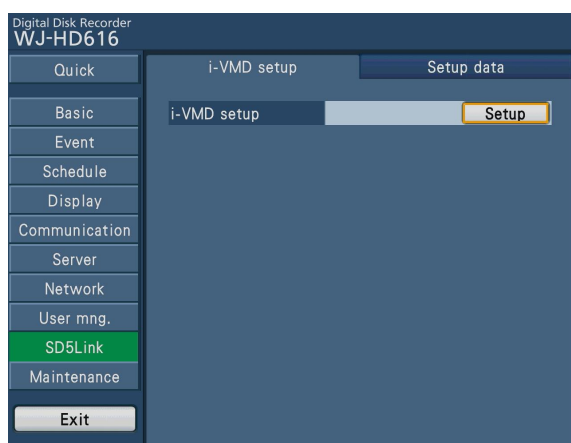 Digital Disk Recorder
WJ-HD616
Quick
i-VMD setup
Setup data
Basic
i-VMD setup
Setup
Event
Schedule
Display
Communication
Server
Network
User mng.
SD5Link
Maintenance
Exit